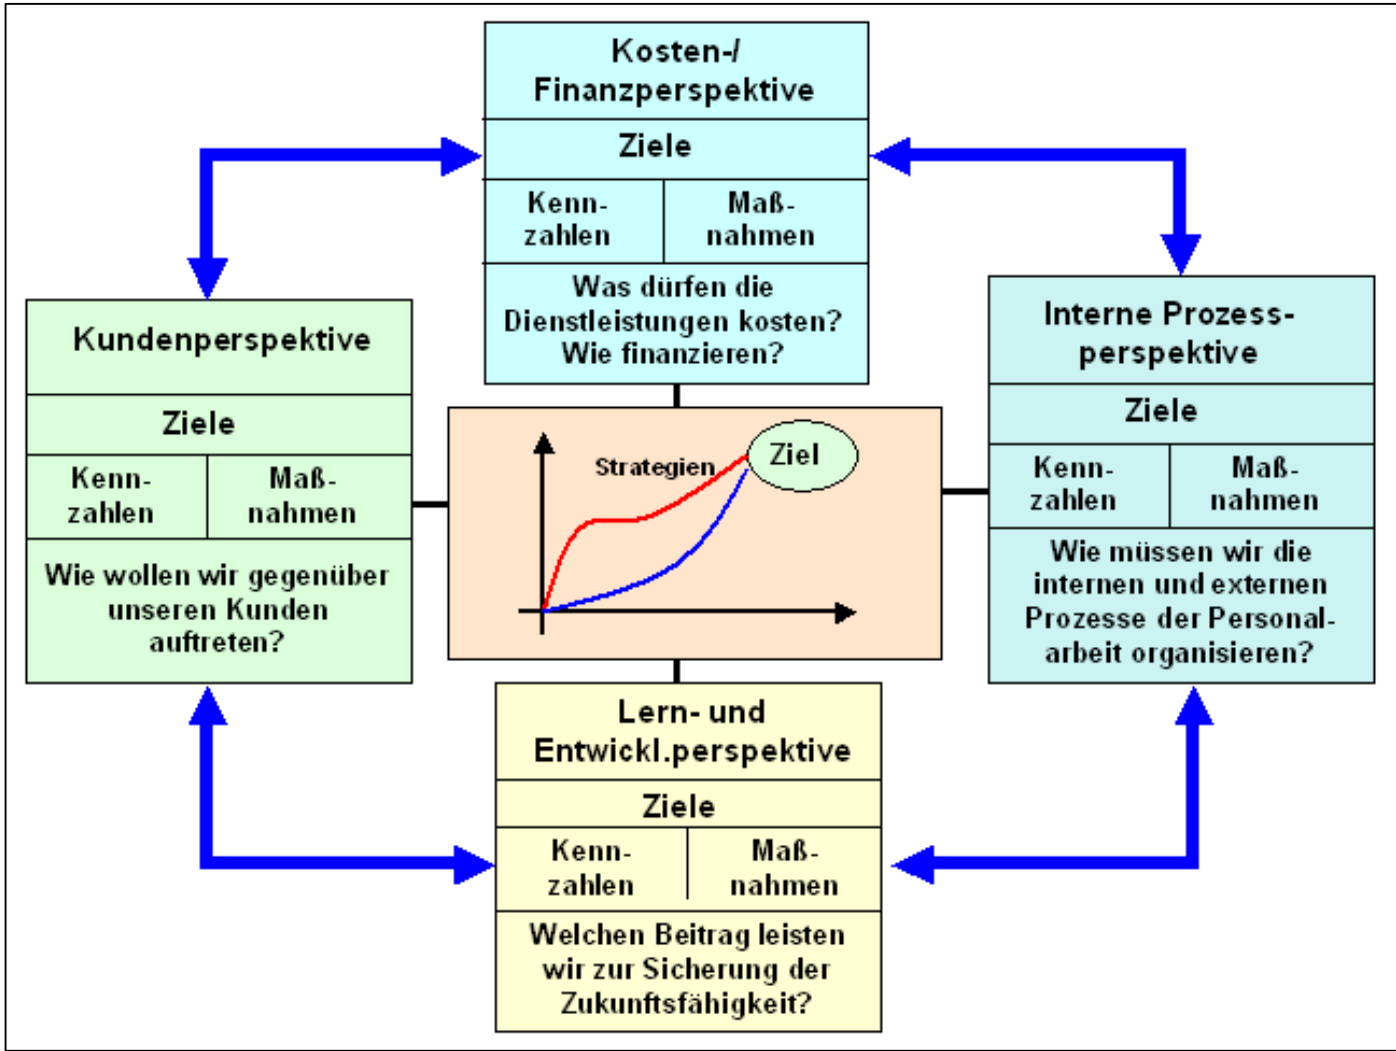 Kosten-/
Finanzperspektive
Ziele
Kenn-
zahlen
Maß-
nahmen
Was dürfen die
Dienstleistungen kosten?
Wie finanzieren?
Kundenperspektive
Ziele
Kenn-
zahlen
Maß-
nahmen
Wie wollen wir gegenüber
unseren Kunden
auftreten?
Strategien
Ziel
Interne Prozess-
perspektive
Ziele
Kenn-
zahlen
Maß-
nahmen
Wie müssen wir die
internen und externen
Prozesse der Personal-
arbeit organisieren?
Lern- und
Entwickl.perspektive
Ziele
Kenn-
zahlen
Maß-
nahmen
Welchen Beitrag leisten
wir zur Sicherung der
Zukunftsfähigkeit?